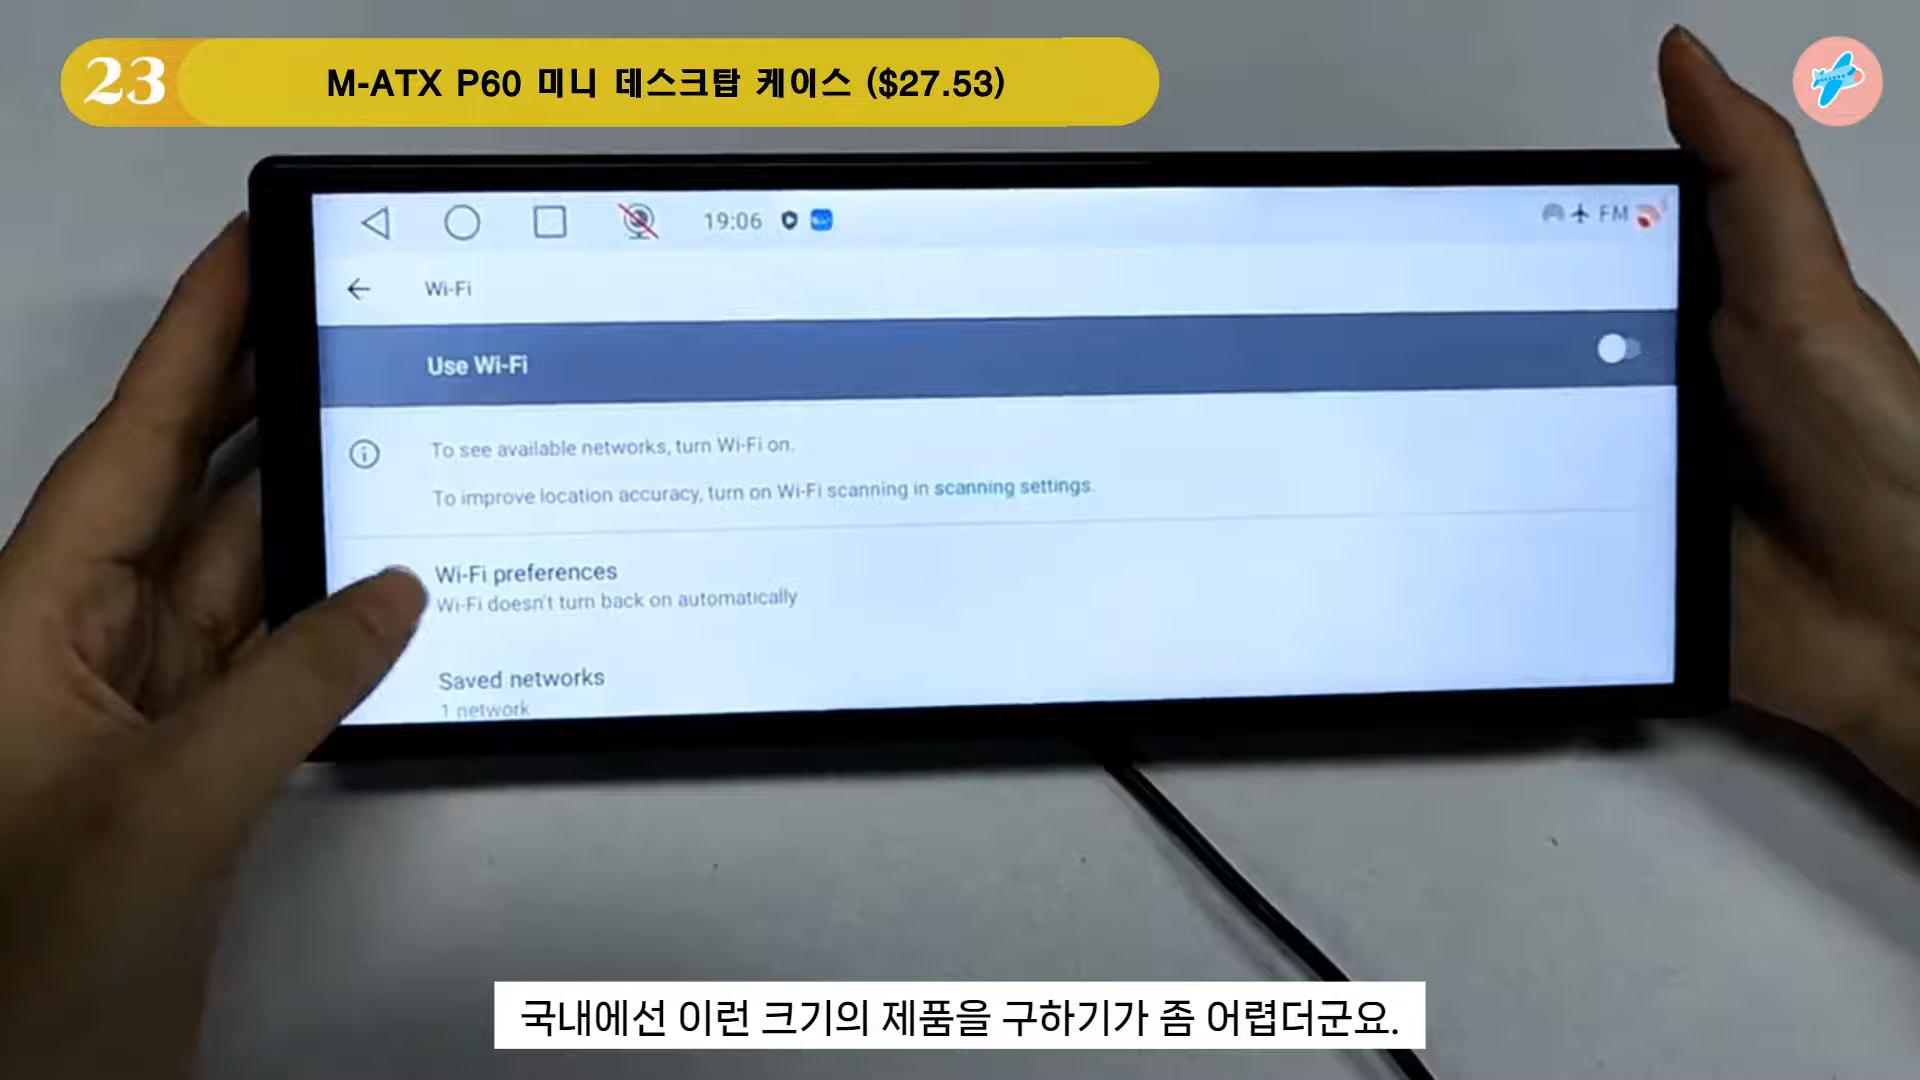 23
M-ATX P60 미니 데스크탑 케이스 ($27.53)
19:06
FM
Wi-Fi
Use Wi-Fi
To see available networks, turn Wi-Fi on.
To improve location accuracy, turn on Wi-Fi scanning in scanning settings.
Wi-Fi preferences
Wi-Fi doesn't turn back on automatically
Saved networks
1 network
국내에선 이런 크기의 제품을 구하기가 좀 어렵더군요.